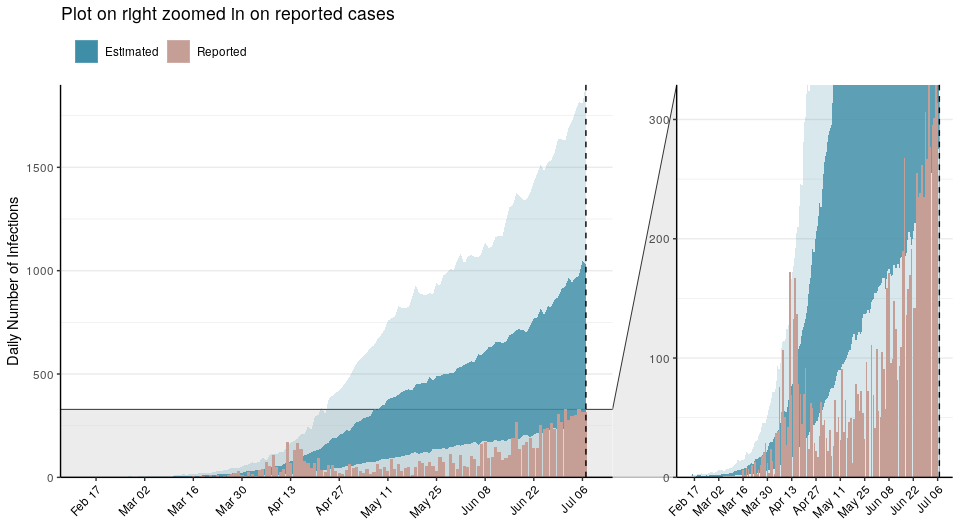 Plot on right zoomed in on reported cases
Estimated Reported
Daily Number of Infections
1500
1000
500
0
Feb 17 Mar 02 Mar 16 Mar 30 Apr 13 Apr 27 May 11 May 25 Jun 08 Jun 22 Jul 06
300
200
100
0
Feb 17 Mar 02 Mar 16 Mar 30 Apr 13 Apr 27 May 11 May 25 Jun 08 Jun 22 Jul 06